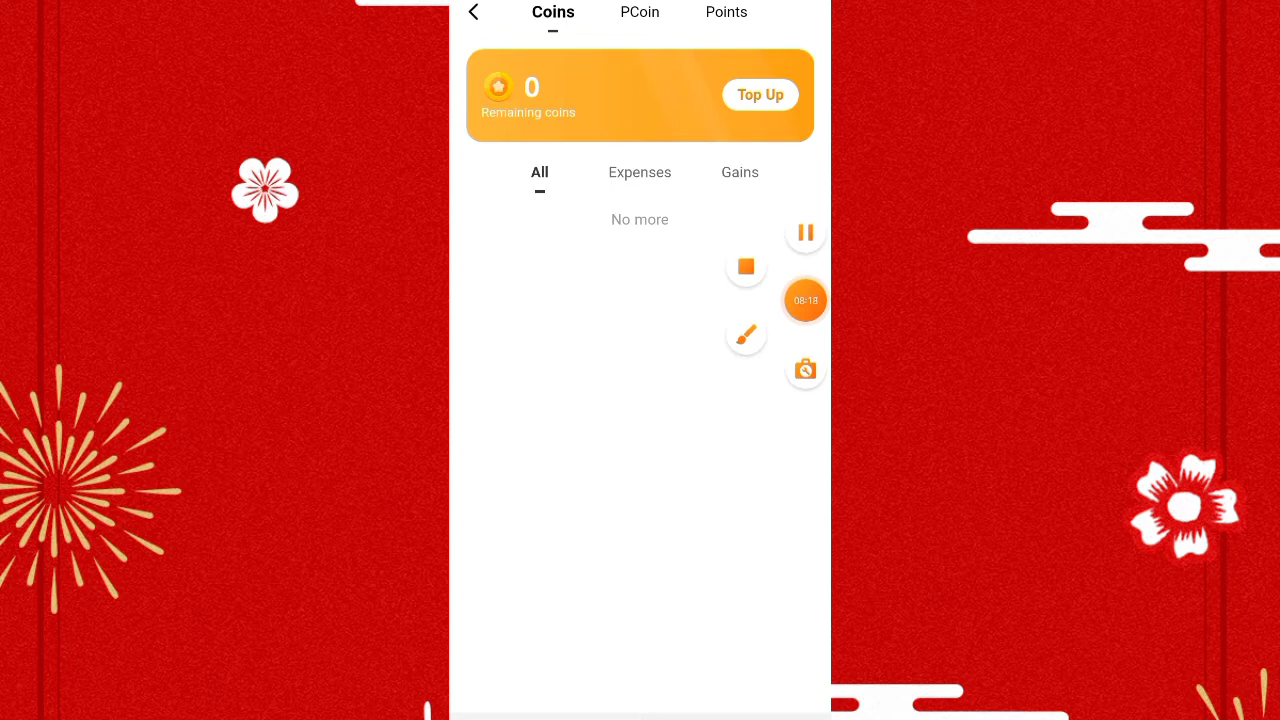 Coins PCoin Points
0
Remaining coins
Top Up
All Expenses Gains
No more
08:18